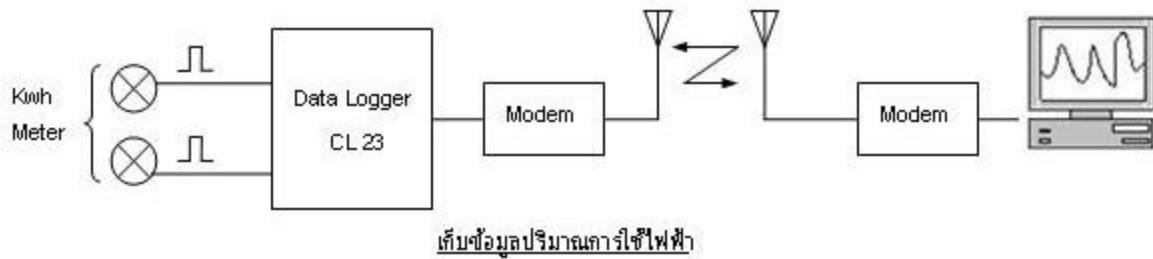 Kwh
Meter
Data Logger
CL 23
Modem
Modem
เก็บข้อมูลปริมาณการใช้ไฟฟ้า